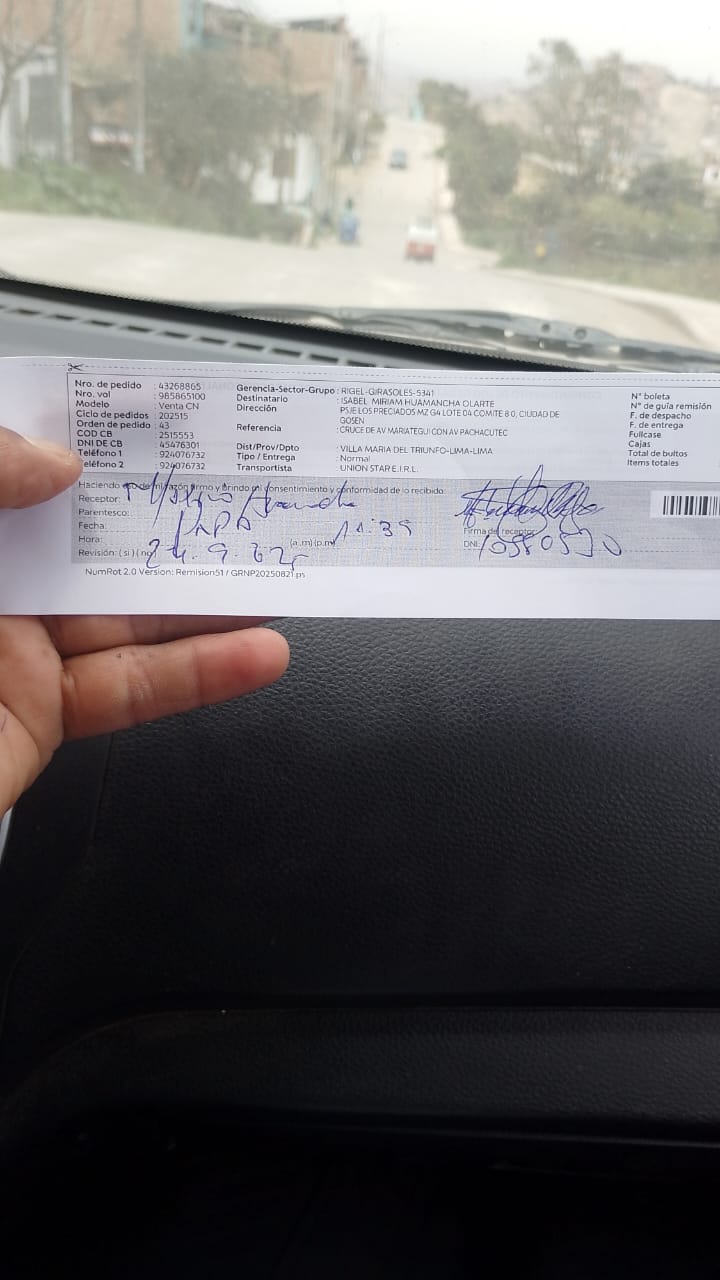 Nro. de pedido : 43268865
Nro. vol : 985865100
Modelo : Venta CN
Ciclo de pedidos : 202515
Orden de pedido : 43
COD CB : 2515553
DNI DE CB : 45476301
Teléfono 1 : 924076732
Teléfono 2 : 924076732
Gerencia-Sector-Grupo : RIGEL-GIRASOLES-5341
Destinatario : ISABEL MIRIAM HUAMANCHA OLARTE
Dirección : PSJE LOS PRECIADOS MZ G4 LOTE 04 COMITE 8 0, CIUDAD DE
GOSEN
Referencia : CRUCE DE AV MARIATEGUI CON AV PACHACUTEC
Dist/Prov/Dpto : VILLA MARIA DEL TRIUNFO-LIMA-LIMA
Tipo / Entrega : Normal
Transportista : UNION STAR E.I.R.L.
N° boleta
N° de guía remisión
F. de despacho
F. de entrega
Fullcase
Cajas
Total de bultos
Items totales
Haciendo firmo y brindo mi consentimiento y conformidad de lo recibido:
Receptor:
Parentesco: PAPA
Fecha:
Hora: (a.m) (p.m) 11:39
Firma de receptor
DNI:
Revisión: ( si ) ( no )
NumRot 2.0 Version: Remision51 / GRNP20250821.ps